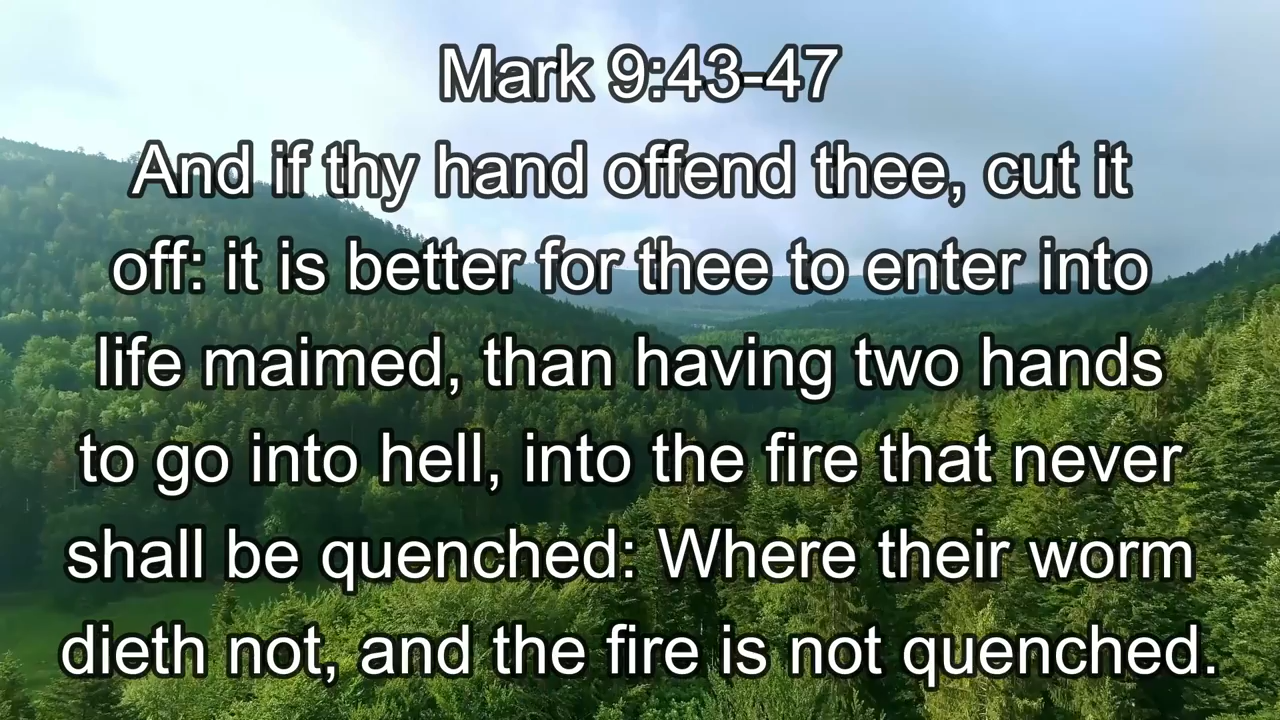 Mark 9:43-47
And if thy hand offend thee, cut it
off: it is better for thee to enter into
life maimed, than having two hands
to go into hell, into the fire that never
shall be quenched: Where their worm
dieth not, and the fire is not quenched.